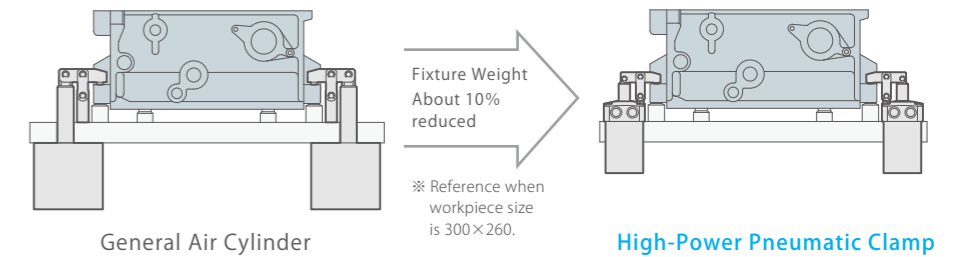 Fixture Weight
About 10%
reduced
※ Reference when
workpiece size
is 300×260.
General Air Cylinder
High-Power Pneumatic Clamp